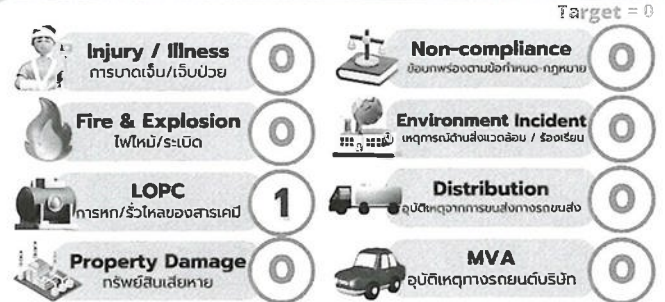 Target = 0
Injury / Illness
การบาดเจ็บ/เจ็บป่วย
0
Non-compliance
ข้อบกพร่องตามข้อกำหนด-กฎหมาย
0
Fire & Explosion
ไฟไหม้/ระเบิด
0
Environment Incident
เหตุการณ์ด้านสิ่งแวดล้อม / ร้องเรียน
0
LOPC
การหก/รั่วไหลของสารเคมี
1
Distribution
อุบัติเหตุจากการขนส่งทางรถขนส่ง
0
Property Damage
ทรัพย์สินเสียหาย
0
MVA
อุบัติเหตุทางรถยนต์บริษัท
0